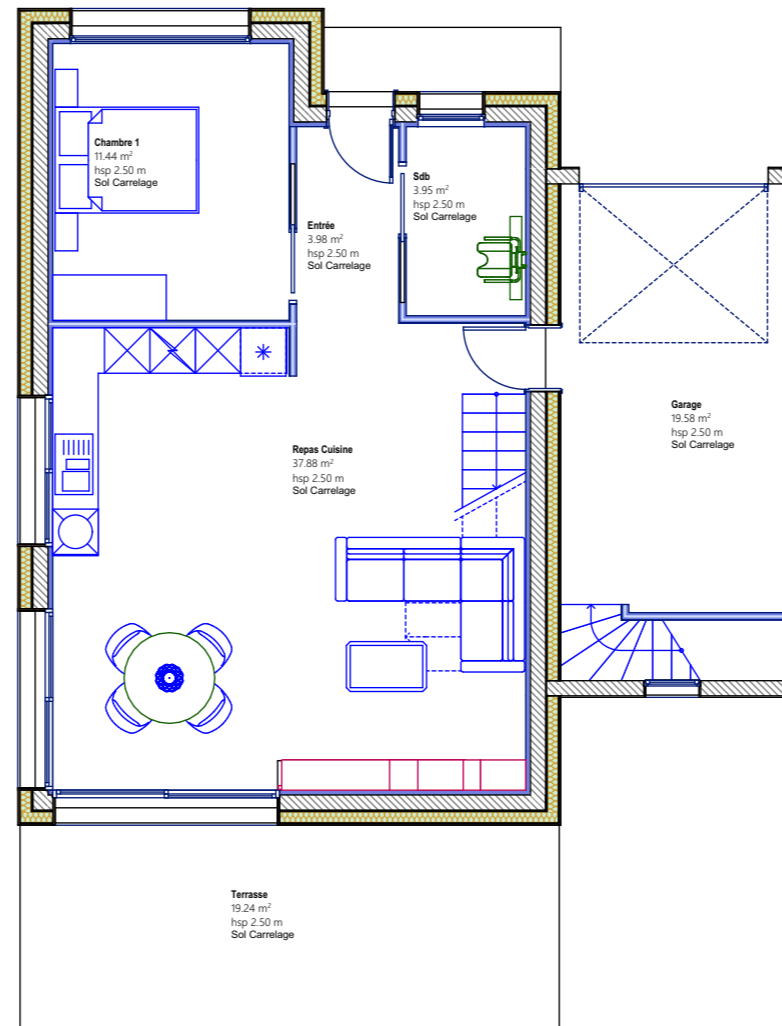 Chambre 1
11.44 m²
hsp 2.50 m
Sol Carrelage
Sdb
3.95 m²
hsp 2.50 m
Sol Carrelage
Entrée
3.98 m²
hsp 2.50 m
Sol Carrelage
Garage
19.58 m²
hsp 2.50 m
Sol Carrelage
Repas Cuisine
37.88 m²
hsp 2.50 m
Sol Carrelage
Terrasse
19.24 m²
hsp 2.50 m
Sol Carrelage